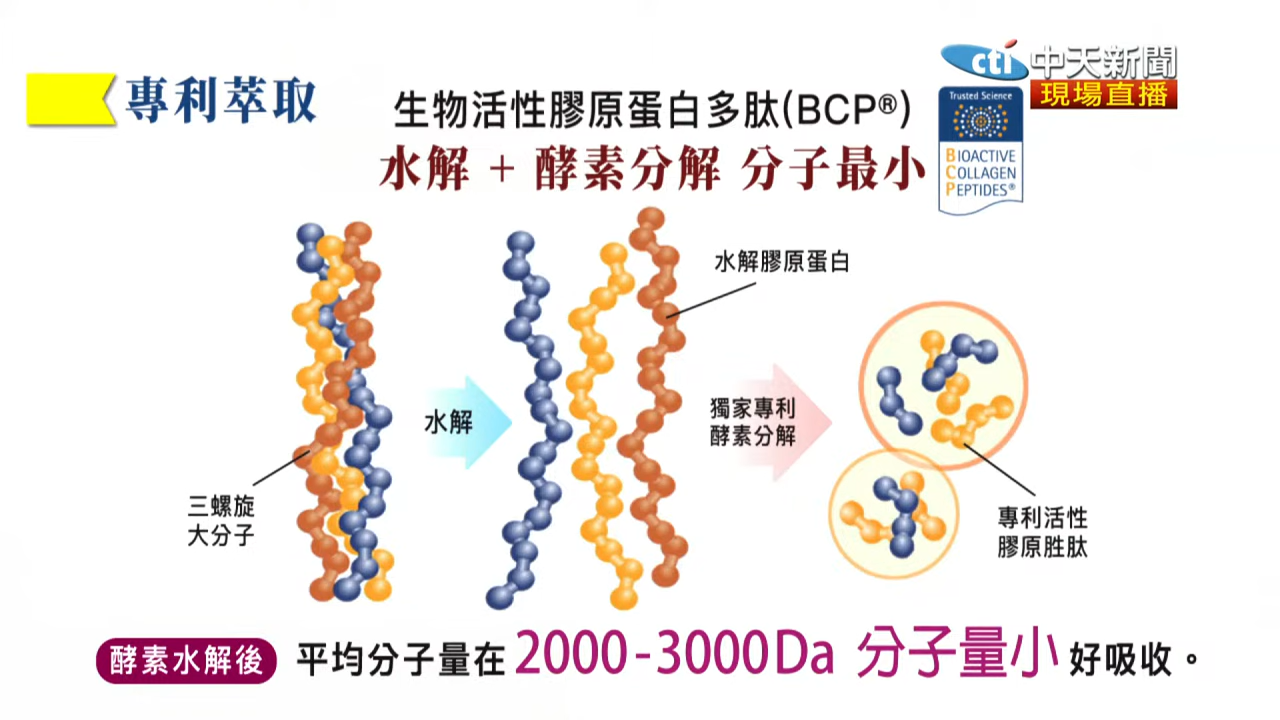 專利萃取
生物活性膠原蛋白多肽(BCP®)
水解 + 酵素分解 分子最小
cti 中天新聞
現場直播
Trusted Science
BIOACTIVE
COLLAGEN
PEPTIDES®
水解膠原蛋白
水解
獨家專利
酵素分解
三螺旋
大分子
專利活性
膠原胜肽
酵素水解後 平均分子量在 2000-3000Da 分子量小 好吸收。